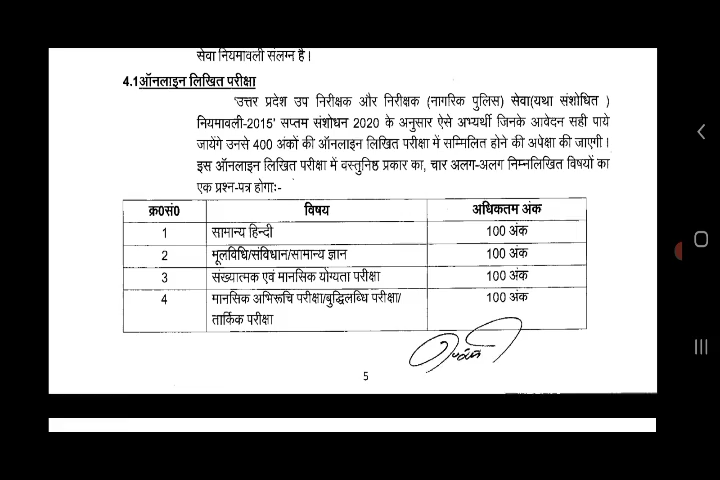 सेवा नियमावली संलग्न है।
4.1ऑनलाइन लिखित परीक्षा
'उत्तर प्रदेश उप निरीक्षक और निरीक्षक (नागरिक पुलिस) सेवा(यथा संशोधित )
नियमावली-2015' सप्तम संशोधन 2020 के अनुसार ऐसे अभ्यर्थी जिनके आवेदन सही पाये
जायेंगे उनसे 400 अंकों की ऑनलाइन लिखित परीक्षा में सम्मिलित होने की अपेक्षा की जाएगी।
इस ऑनलाइन लिखित परीक्षा में वस्तुनिष्ठ प्रकार का, चार अलग-अलग निम्नलिखित विषयों का
एक प्रश्न-पत्र होगाः-
क्र0सं0 विषय अधिकतम अंक
1 सामान्य हिन्दी 100 अंक
2 मूलविधि/संविधान/सामान्य ज्ञान 100 अंक
3 संख्यात्मक एवं मानसिक योग्यता परीक्षा 100 अंक
4 मानसिक अभिरूचि परीक्षा/बुद्धिलब्धि परीक्षा/ 100 अंक
तार्किक परीक्षा
5